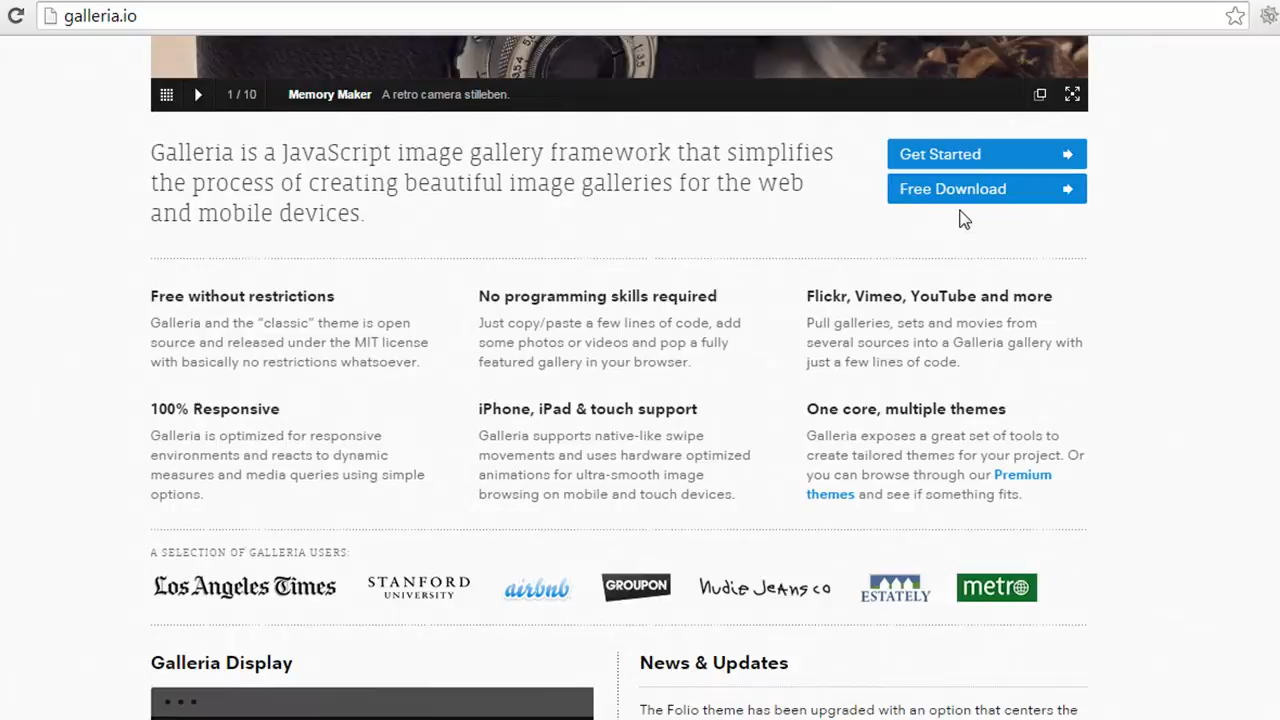 galleria.io
1 / 10 Memory Maker A retro camera stilleben.
Galleria is a JavaScript image gallery framework that simplifies
the process of creating beautiful image galleries for the web
and mobile devices.
Get Started
Free Download
Free without restrictions
Galleria and the “classic” theme is open
source and released under the MIT license
with basically no restrictions whatsoever.
No programming skills required
Just copy/paste a few lines of code, add
some photos or videos and pop a fully
featured gallery in your browser.
Flickr, Vimeo, YouTube and more
Pull galleries, sets and movies from
several sources into a Galleria gallery with
just a few lines of code.
100% Responsive
Galleria is optimized for responsive
environments and reacts to dynamic
measures and media queries using simple
options.
iPhone, iPad & touch support
Galleria supports native-like swipe
movements and uses hardware optimized
animations for ultra-smooth image
browsing on mobile and touch devices.
One core, multiple themes
Galleria exposes a great set of tools to
create tailored themes for your project. Or
you can browse through our Premium
themes and see if something fits.
A SELECTION OF GALLERIA USERS:
Los Angeles Times
STANFORD
UNIVERSITY
airbnb
GROUPON
Nudie Jeans co
ESTATELY
metro
Galleria Display
News & Updates
The Folio theme has been upgraded with an option that centers the